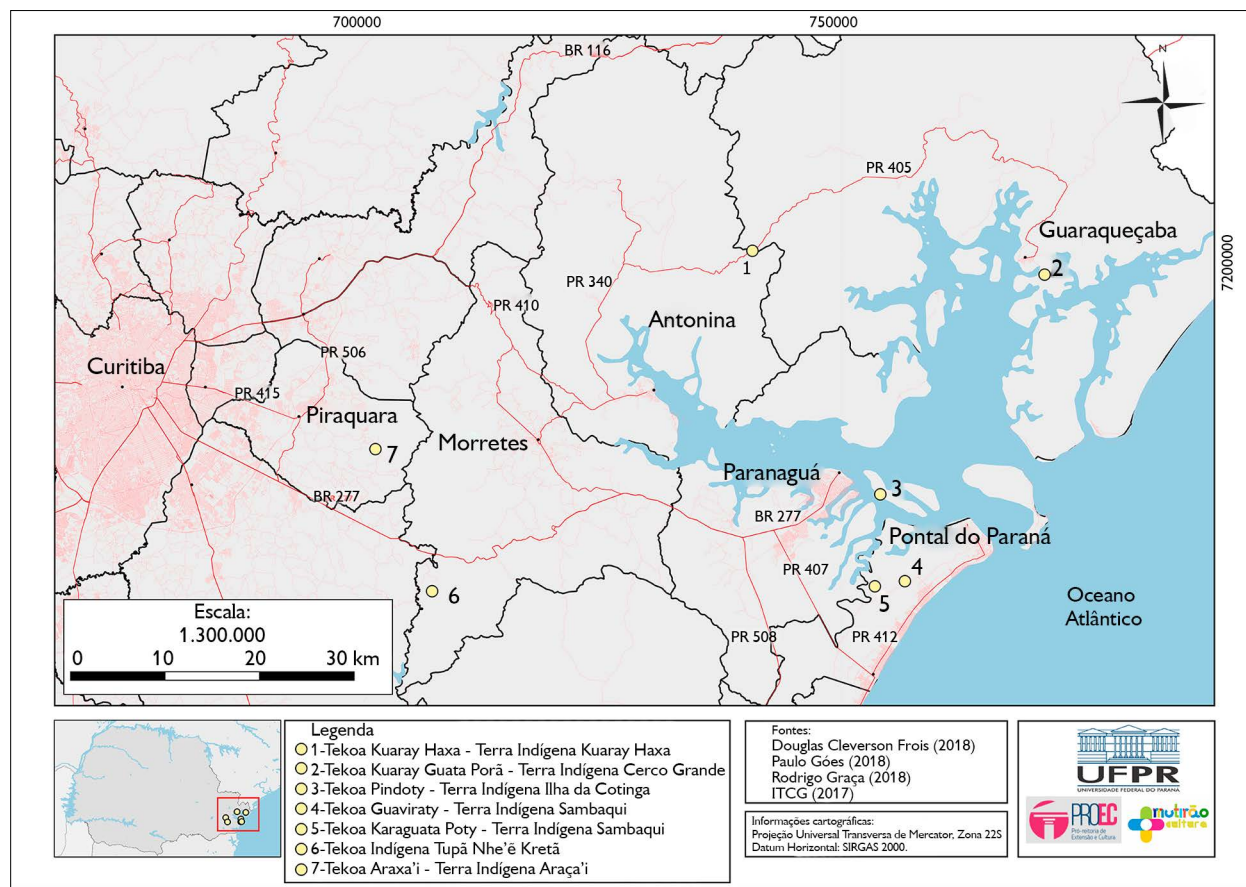 700000
750000
BR 116
N
PR 405
Guaraqueçaba
1
2
7200000
PR 340
PR 410
Antonina
PR 506
Curitiba
PR 415
Piraquara
7
Morretes
Paranaguá
3
BR 277
BR 277
Pontal do Paraná
PR 407
4
5
6
Oceano
Atlântico
PR 508
PR 412
Escala:
1.300.000
0 10 20 30 km
Legenda
1-Tekoa Kuaray Haxa - Terra Indígena Kuaray Haxa
2-Tekoa Kuaray Guata Porã - Terra Indígena Cerco Grande
3-Tekoa Pindoty - Terra Indígena Ilha da Cotinga
4-Tekoa Guaviraty - Terra Indígena Sambaqui
5-Tekoa Karaguata Poty - Terra Indígena Sambaqui
6-Tekoa Indígena Tupã Nhe'ẽ Kretã
7-Tekoa Araxa'i - Terra Indígena Araça'i
Fontes:
Douglas Cleverson Frois (2018)
Paulo Góes (2018)
Rodrigo Graça (2018)
ITCG (2017)
Informações cartográficas:
Projeção Universal Transversa de Mercator, Zona 22S
Datum Horizontal: SIRGAS 2000.
UFPR
UNIVERSIDADE FEDERAL DO PARANÁ
PROEC
Pró-reitoria de
Extensão e Cultura
mutirão
cultura